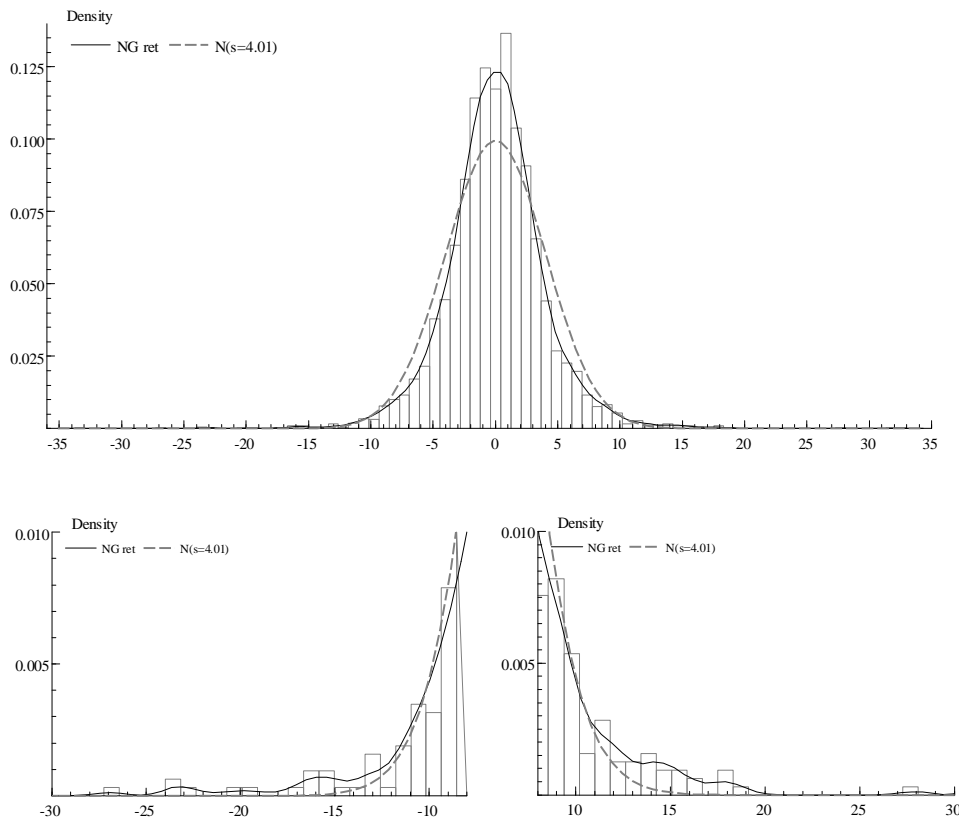 Density
NG ret N(s=4.01)
0.125
0.100
0.075
0.050
0.025
-35 -30 -25 -20 -15 -10 -5 0 5 10 15 20 25 30 35
Density
0.010
NG ret N(s=4.01)
0.005
-30 -25 -20 -15 -10
Density
0.010
NG ret N(s=4.01)
0.005
10 15 20 25 30